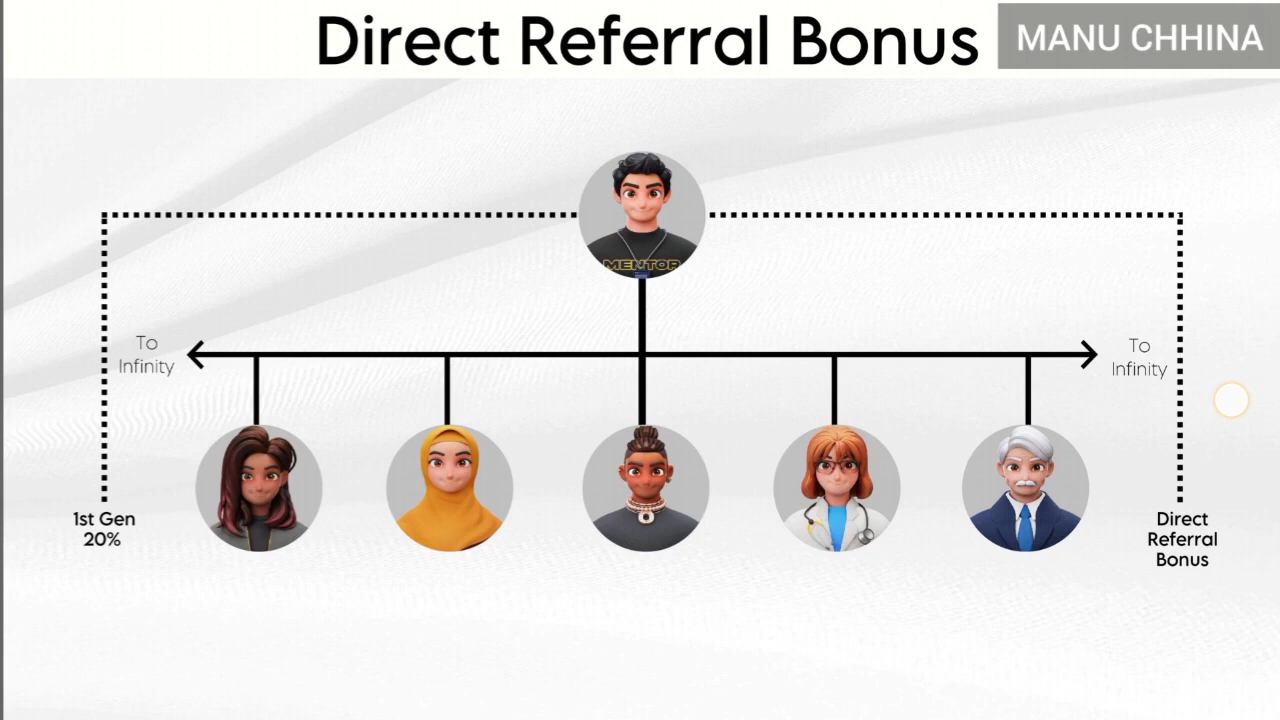 Direct Referral Bonus
MANU CHHINA
MENTOR
To
Infinity
To
Infinity
1st Gen
20%
Direct
Referral
Bonus